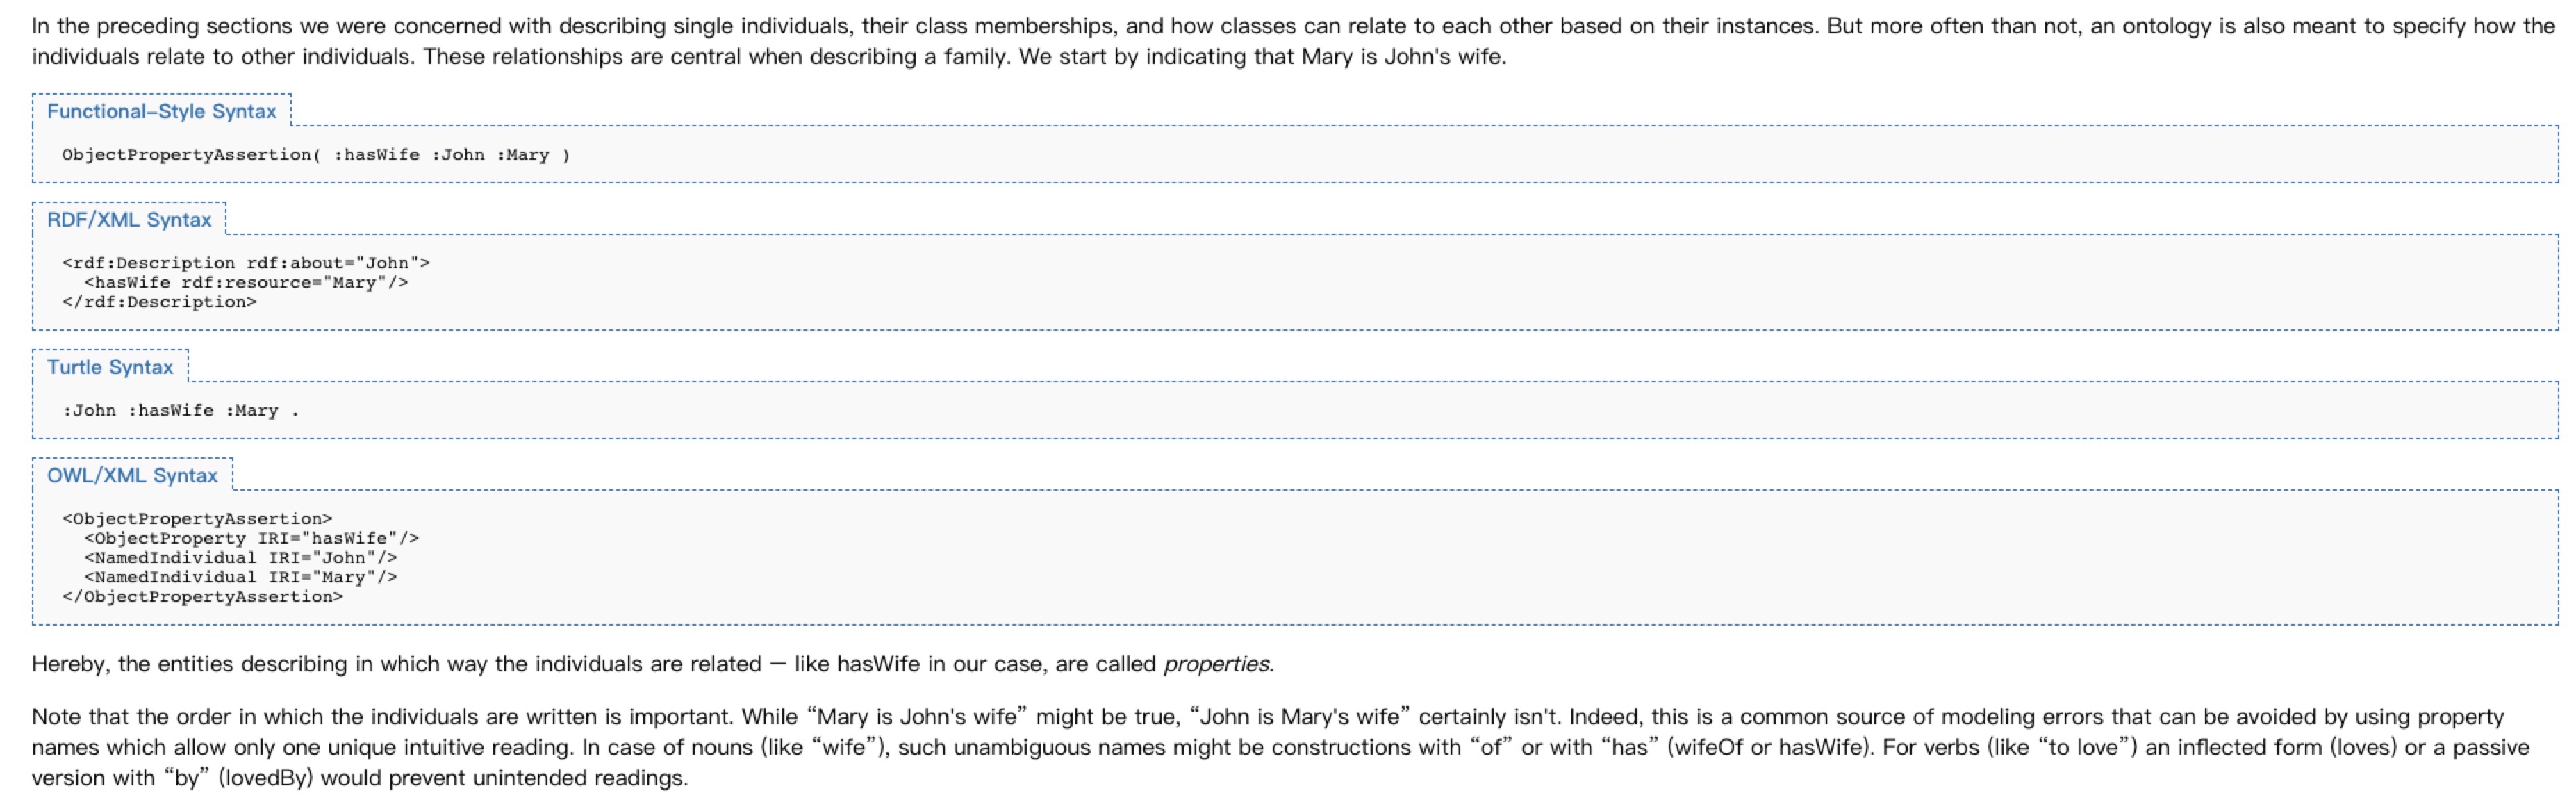 In the preceding sections we were concerned with describing single individuals, their class memberships, and how classes can relate to each other based on their instances. But more often than not, an ontology is also meant to specify how the
individuals relate to other individuals. These relationships are central when describing a family. We start by indicating that Mary is John's wife.
Functional–Style Syntax
ObjectPropertyAssertion( :hasWife :John :Mary )
RDF/XML Syntax
<rdf:Description rdf:about="John">
  <hasWife rdf:resource="Mary"/>
</rdf:Description>
Turtle Syntax
:John :hasWife :Mary .
OWL/XML Syntax
<ObjectPropertyAssertion>
  <ObjectProperty IRI="hasWife"/>
  <NamedIndividual IRI="John"/>
  <NamedIndividual IRI="Mary"/>
</ObjectPropertyAssertion>
Hereby, the entities describing in which way the individuals are related — like hasWife in our case, are called properties.
Note that the order in which the individuals are written is important. While “Mary is John's wife” might be true, “John is Mary's wife” certainly isn't. Indeed, this is a common source of modeling errors that can be avoided by using property
names which allow only one unique intuitive reading. In case of nouns (like “wife”), such unambiguous names might be constructions with “of” or with “has” (wifeOf or hasWife). For verbs (like “to love”) an inflected form (loves) or a passive
version with “by” (lovedBy) would prevent unintended readings.